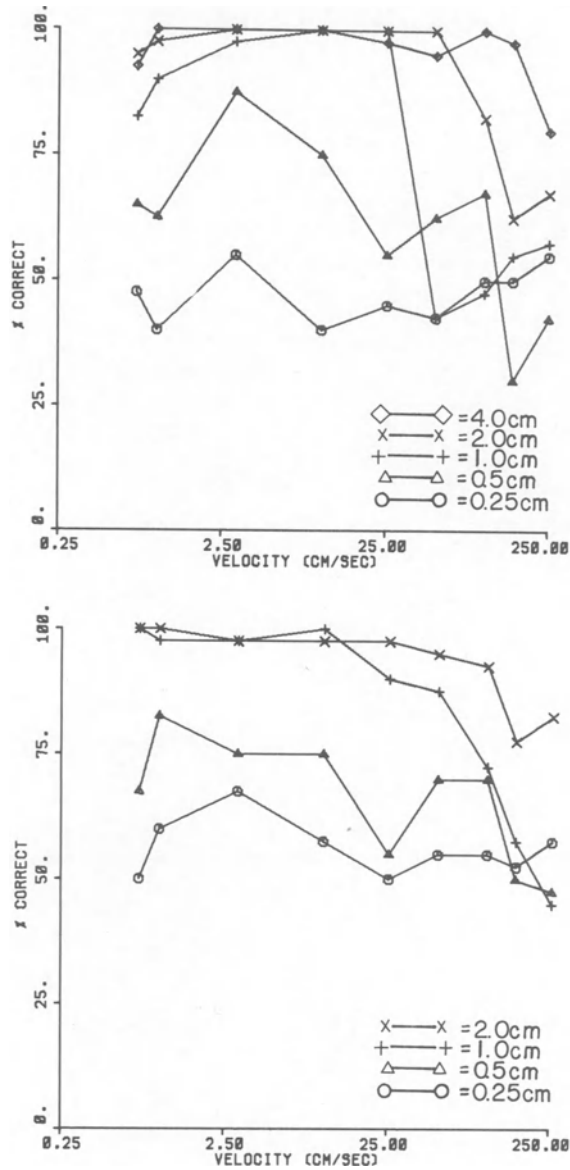 100.
75.
50.
25.
0.
% CORRECT
=4.0cm
=2.0cm
=1.0cm
=0.5cm
=0.25cm
0.25 2.50 25.00 250.00
VELOCITY (CM/SEC)
100.
75.
50.
25.
0.
% CORRECT
=2.0cm
=1.0cm
=0.5cm
=0.25cm
0.25 2.50 25.00 250.00
VELOCITY (CM/SEC)